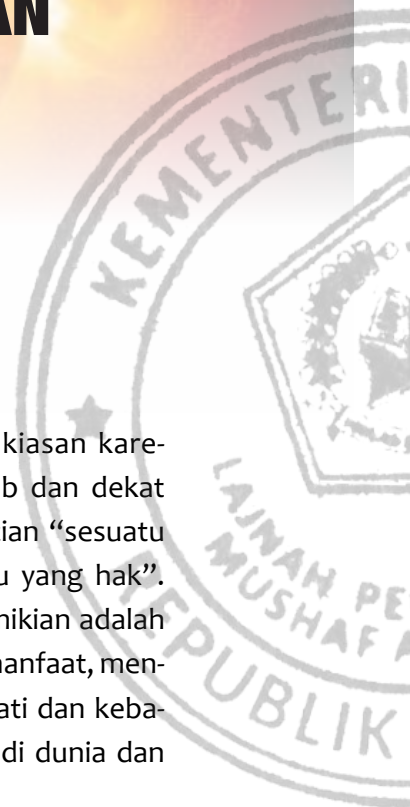 AN
KEMENTERI
kiasan kare-
b dan dekat
ian “sesuatu
u yang hak”.
nikian adalah
nanfaat, men-
ati dan keba-
di dunia dan
LAJNAH PE
MUSHAF A
REPUBLIK